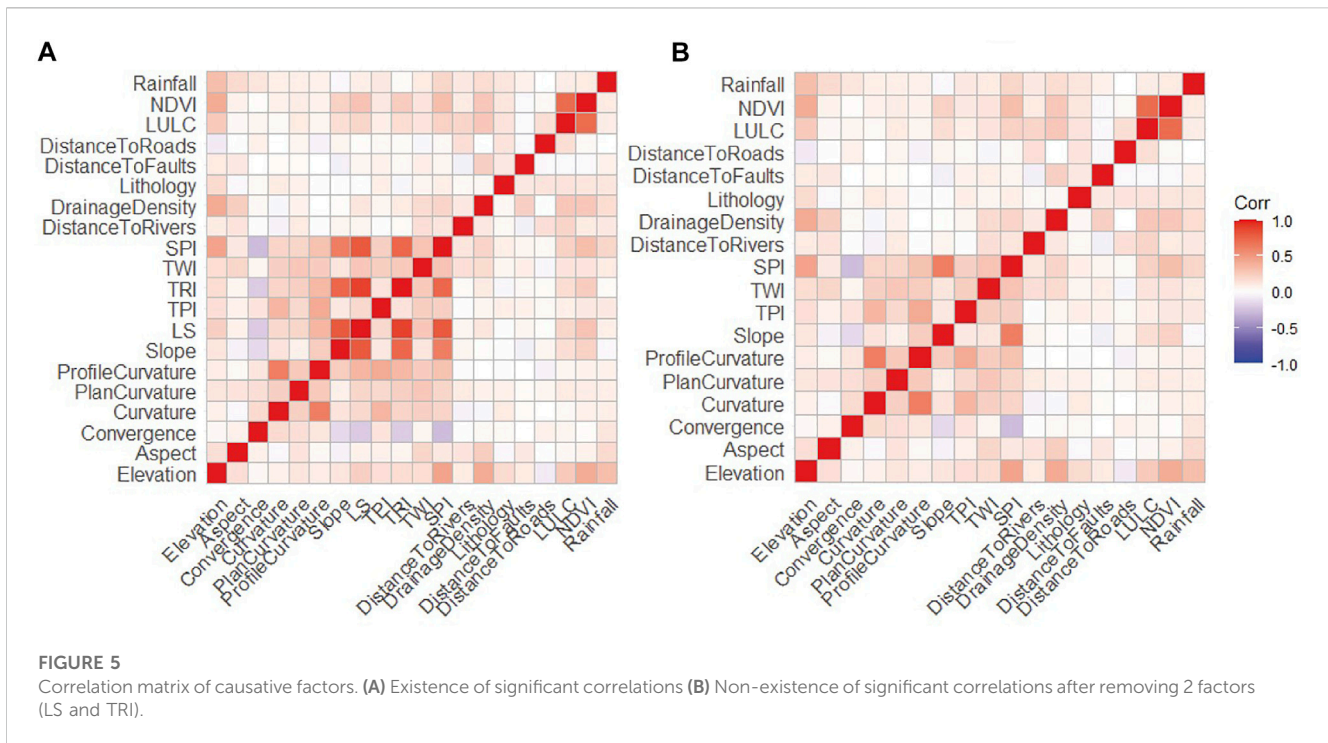 A
Rainfall
NDVI
LULC
DistanceToRoads
DistanceToFaults
Lithology
DrainageDensity
DistanceToRivers
SPI
TWI
TRI
TPI
LS
Slope
ProfileCurvature
PlanCurvature
Curvature
Convergence
Aspect
Elevation
Elevation
Aspect
Convergence
Curvature
PlanCurvature
ProfileCurvature
Slope
LS
TPI
TRI
TWI
SPI
DistanceToRivers
DrainageDensity
Lithology
DistanceToFaults
DistanceToRoads
LULC
NDVI
Rainfall
B
Rainfall
NDVI
LULC
DistanceToRoads
DistanceToFaults
Lithology
DrainageDensity
DistanceToRivers
SPI
TWI
TPI
Slope
ProfileCurvature
PlanCurvature
Curvature
Convergence
Aspect
Elevation
Elevation
Aspect
Convergence
Curvature
PlanCurvature
ProfileCurvature
Slope
TPI
TWI
SPI
DistanceToRivers
DrainageDensity
Lithology
DistanceToFaults
DistanceToRoads
LULC
NDVI
Rainfall
Corr
1.0
0.5
0.0
-0.5
-1.0
FIGURE 5
Correlation matrix of causative factors. (A) Existence of significant correlations (B) Non-existence of significant correlations after removing 2 factors
(LS and TRI).